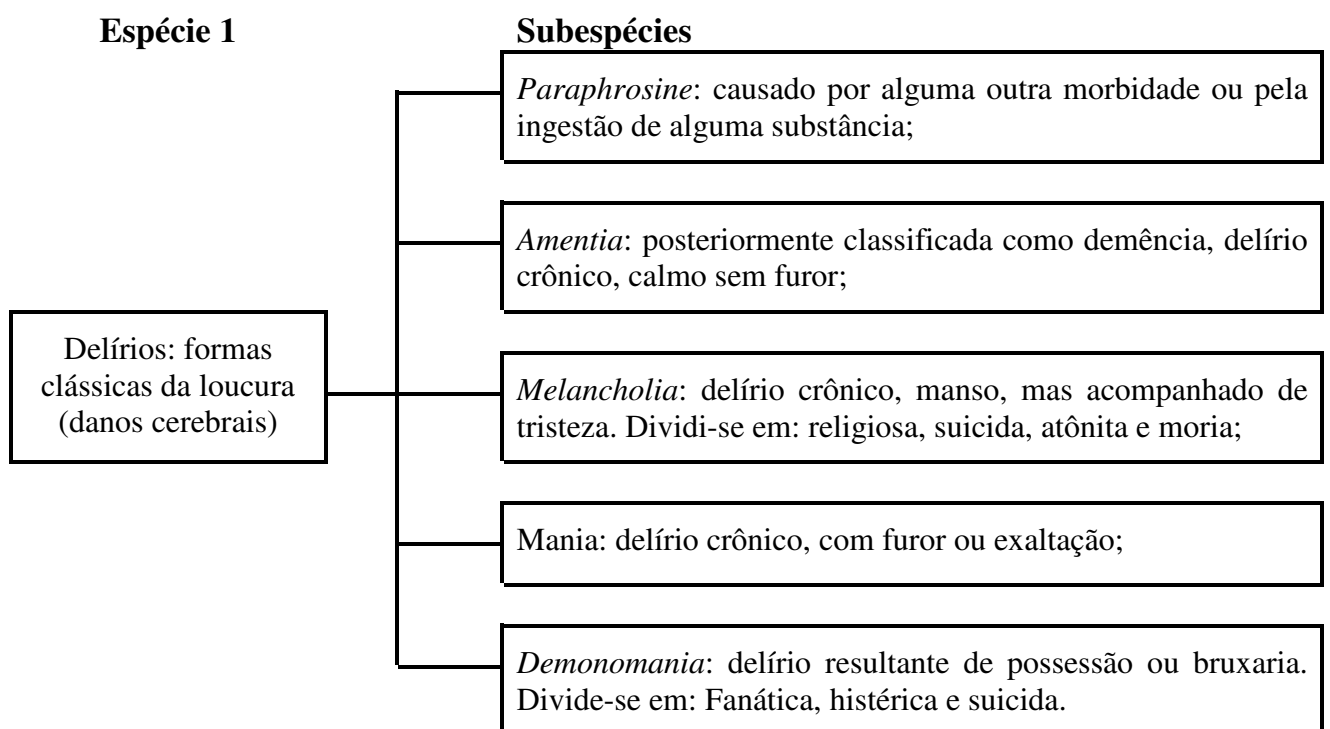 Espécie 1 Subespécies
Paraphrosine: causado por alguma outra morbidade ou pela
ingestão de alguma substância;
Amentia: posteriormente classificada como demência, delírio
crônico, calmo sem furor;
Delírios: formas
clássicas da loucura
(danos cerebrais)
Melancholia: delírio crônico, manso, mas acompanhado de
tristeza. Dividi-se em: religiosa, suicida, atônita e moria;
Mania: delírio crônico, com furor ou exaltação;
Demonomania: delírio resultante de possessão ou bruxaria.
Divide-se em: Fanática, histérica e suicida.